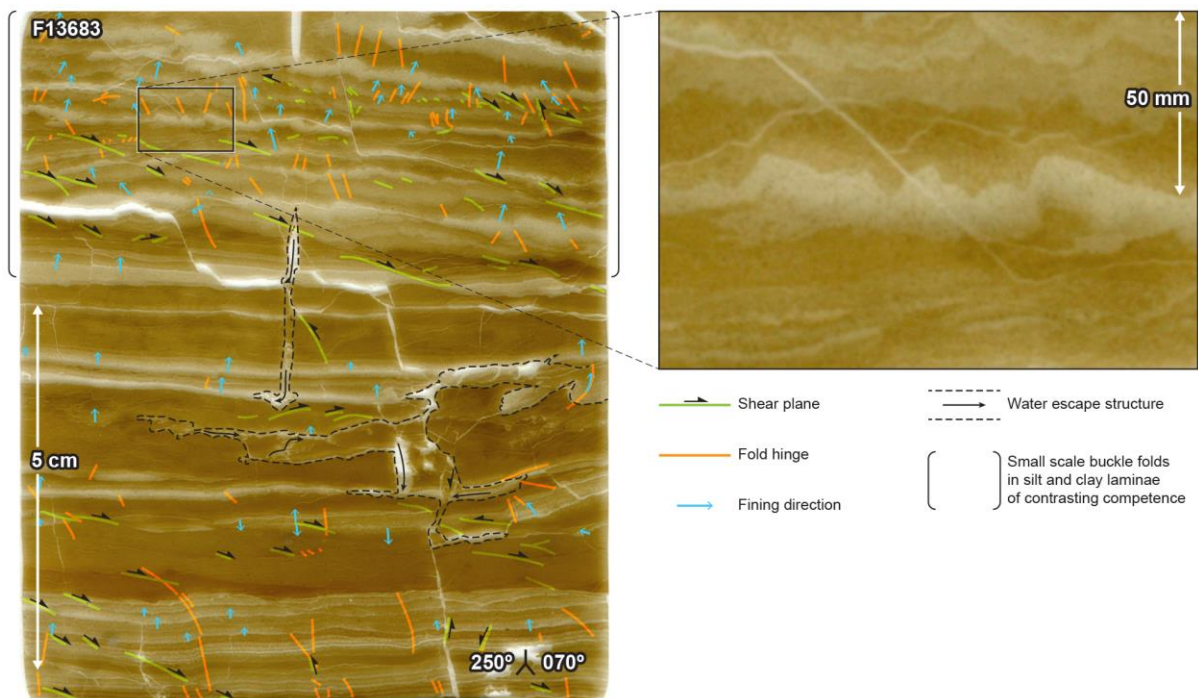 F13683
50 mm
5 cm
250º 070º
Shear plane
Fold hinge
Fining direction
Water escape structure
Small scale buckle folds
in silt and clay laminae
of contrasting competence